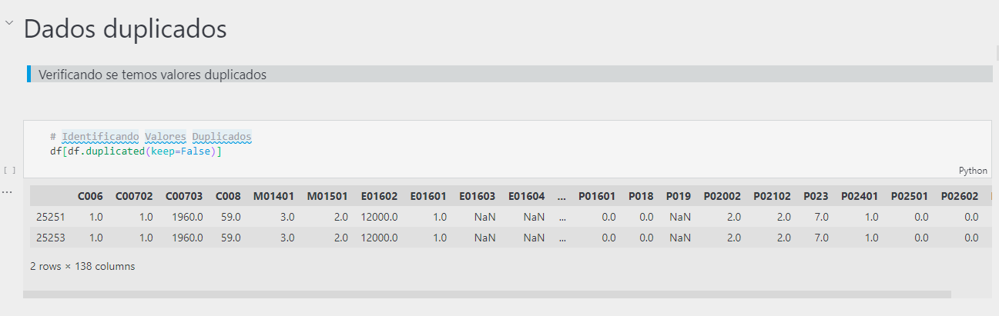 Dados duplicados
Verificando se temos valores duplicados
# Identificando Valores Duplicados
df[df.duplicated(keep=False)]
[ ]
Python
...
C006 C00702 C00703 C008 M01401 M01501 E01602 E01601 E01603 E01604 ... P01601 P018 P019 P02002 P02102 P023 P02401 P02501 P02602
25251 1.0 1.0 1960.0 59.0 3.0 2.0 12000.0 1.0 NaN NaN ... 0.0 0.0 NaN 2.0 2.0 7.0 1.0 0.0 0.0
25253 1.0 1.0 1960.0 59.0 3.0 2.0 12000.0 1.0 NaN NaN ... 0.0 0.0 NaN 2.0 2.0 7.0 1.0 0.0 0.0
2 rows × 138 columns